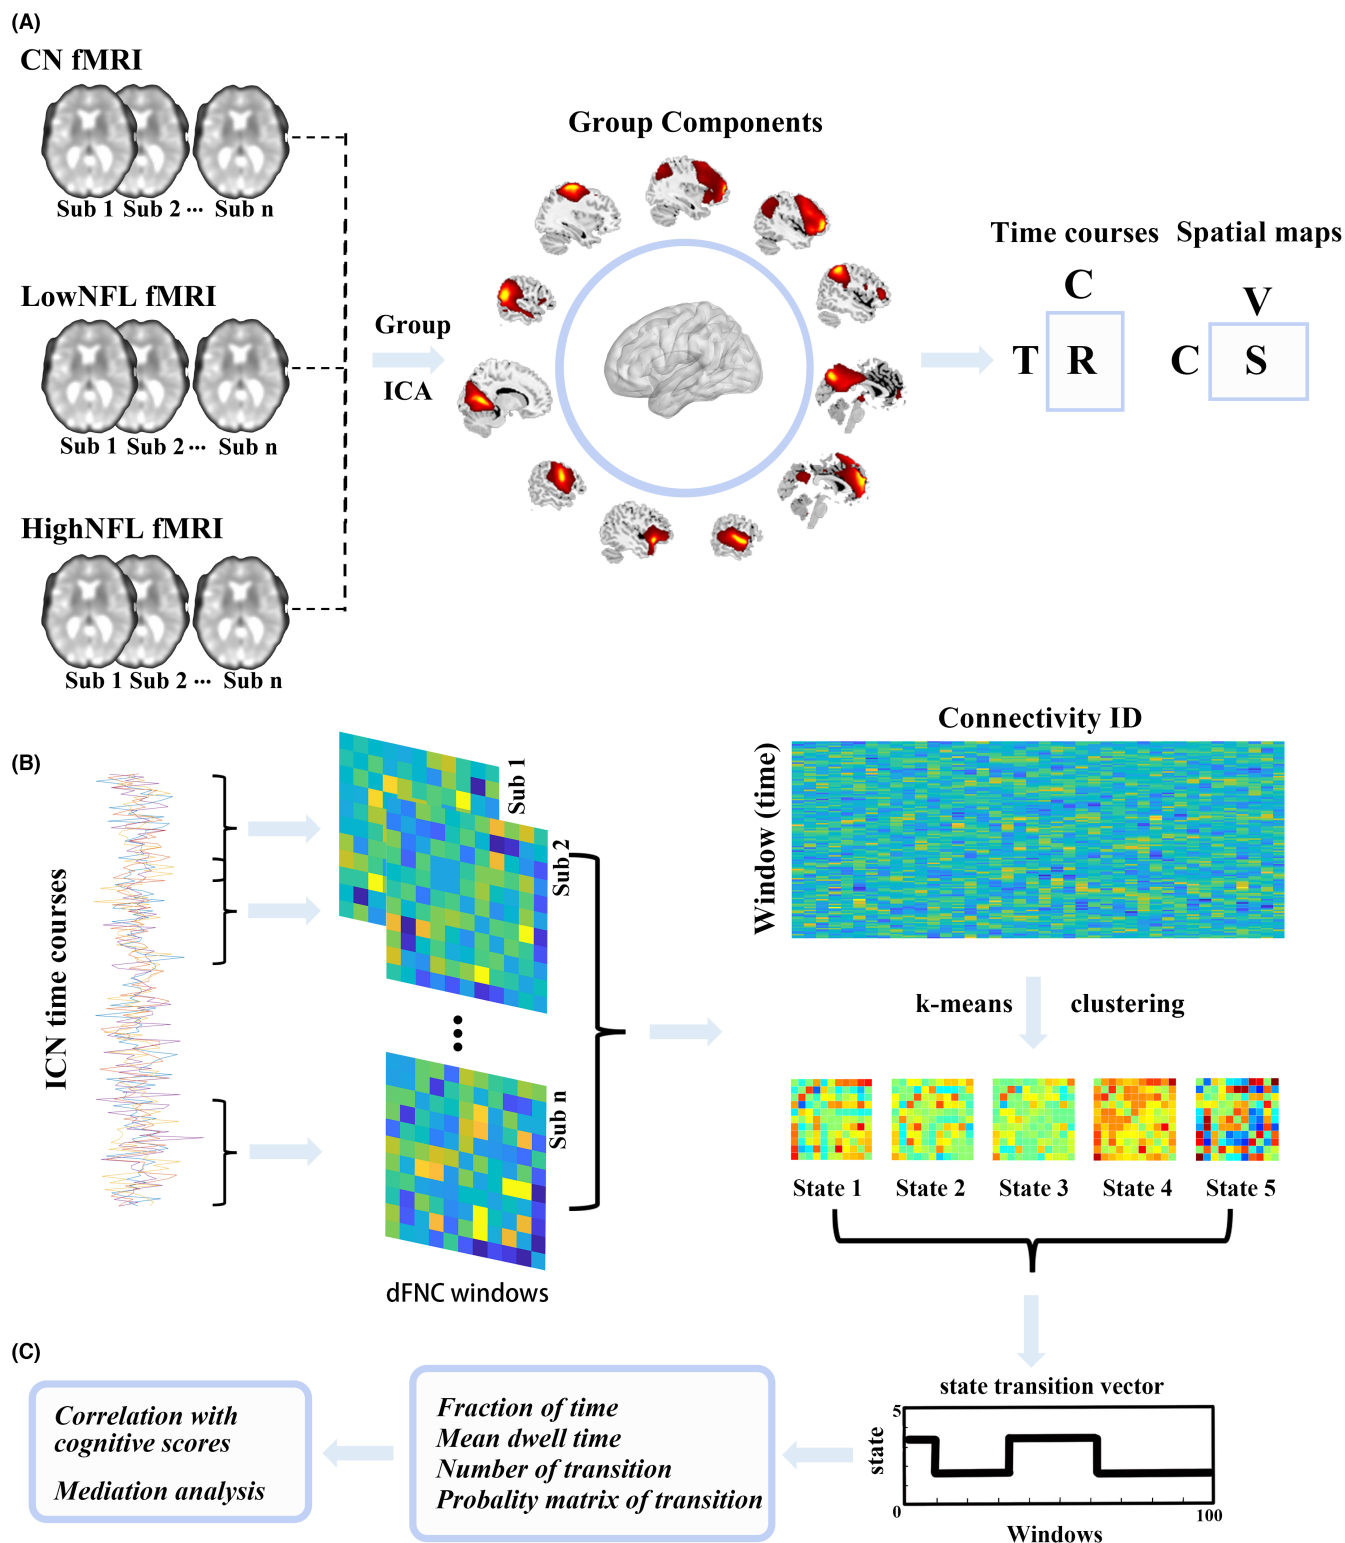 (A)
CN fMRI
Sub 1 Sub 2 ··· Sub n
LowNFL fMRI
Sub 1 Sub 2 ··· Sub n
HighNFL fMRI
Sub 1 Sub 2 ··· Sub n
Group
ICA
Group Components
Time courses Spatial maps
C
T R
V
C S
(B)
ICN time courses
Sub 1
Sub 2
Sub n
dFNC windows
Connectivity ID
Window (time)
k-means clustering
State 1 State 2 State 3 State 4 State 5
(C)
state transition vector
5
state
0
100
Windows
Fraction of time
Mean dwell time
Number of transition
Probality matrix of transition
Correlation with
cognitive scores
Mediation analysis